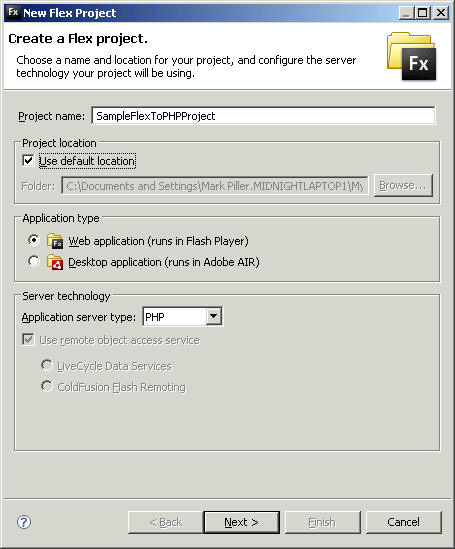 Fx New Flex Project
Create a Flex project.
Choose a name and location for your project, and configure the server
technology your project will be using.
Fx
Project name: SampleFlexToPHPProject
Project location
Use default location
Folder: C:\Documents and Settings\Mark Piller.MIDNIGHTLAPTOP1\My Browse...
Application type
Fx Web application (runs in Flash Player)
Desktop application (runs in Adobe AIR)
Server technology
Application server type: PHP
Use remote object access service
LiveCycle Data Services
ColdFusion Flash Remoting
? < Back Next > Finish Cancel